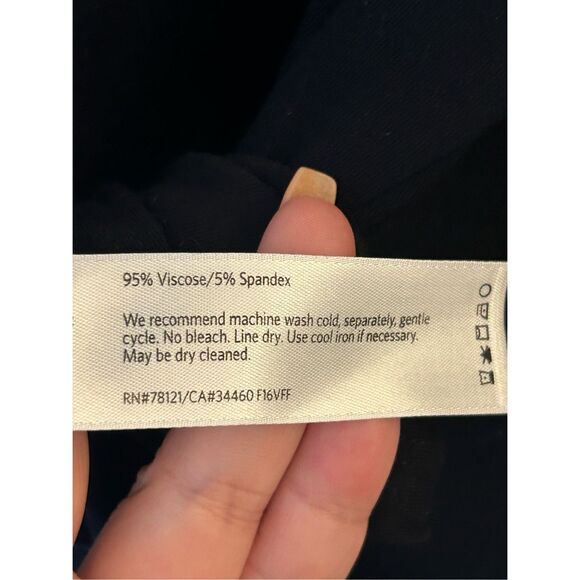 95% Viscose/5% Spandex
We recommend machine wash cold, separately, gentle
cycle. No bleach. Line dry. Use cool iron if necessary.
May be dry cleaned.
RN#78121/CA#34460 F16VFF